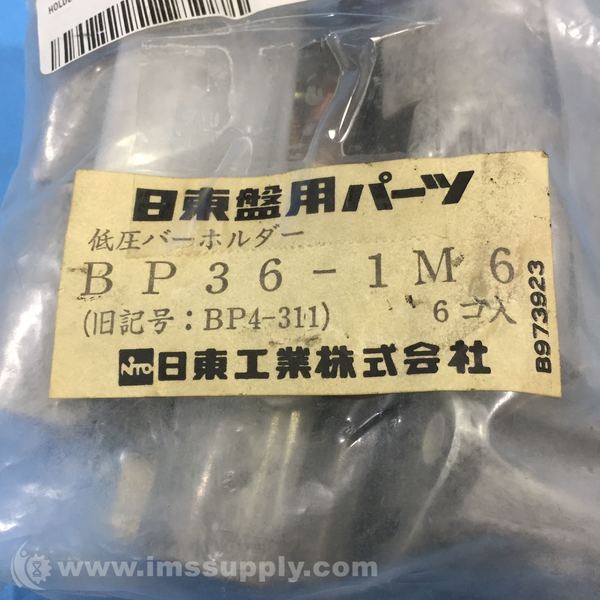 日東盤用パーツ
低圧バーホルダー
BP36-1M6
(旧記号：BP4-311) 6コ入
NTO 日東工業株式会社
B973923
© www.imssupply.com